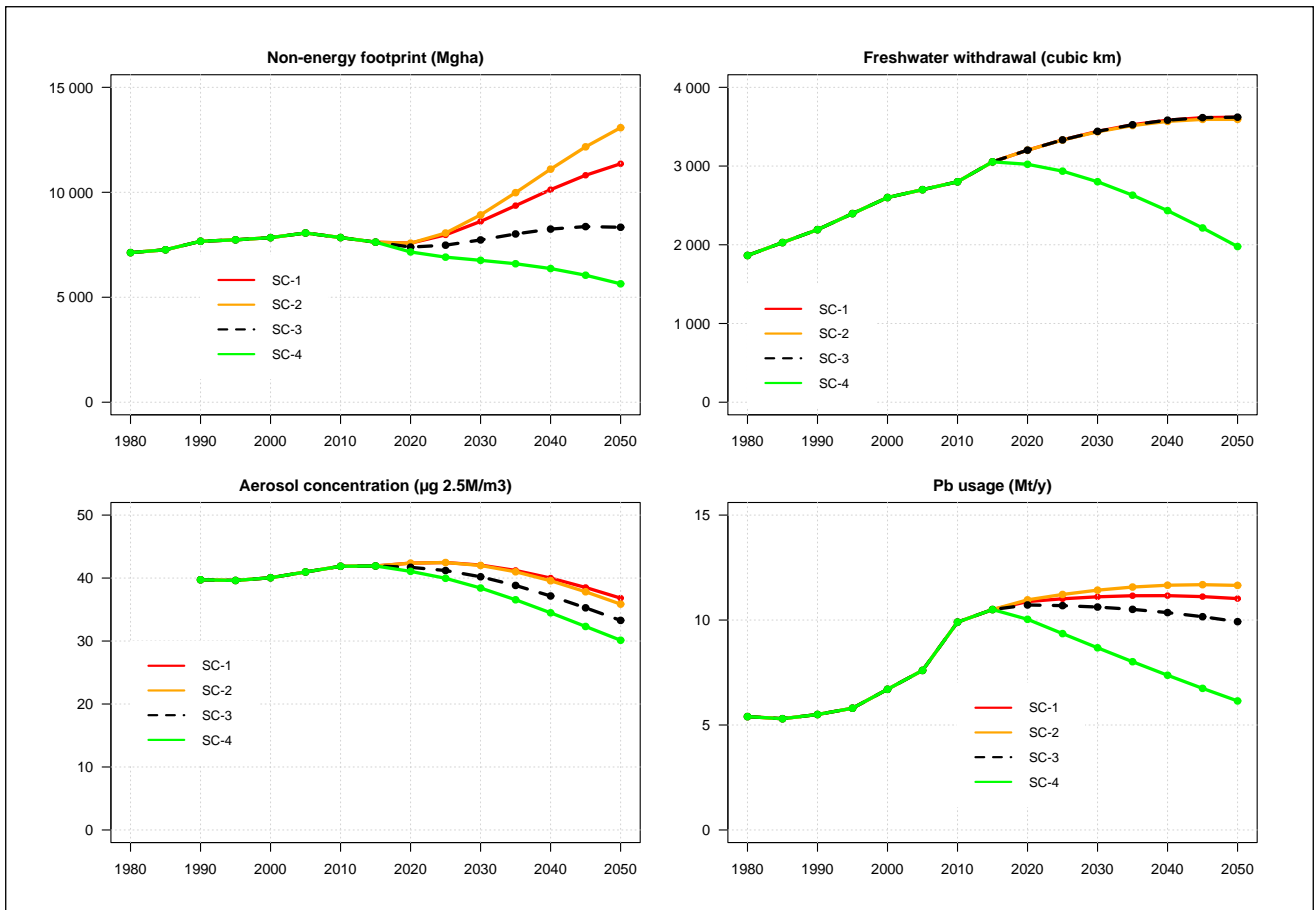 Non-energy footprint (Mgha)
15 000
10 000
5 000
0
SC-1
SC-2
SC-3
SC-4
1980 1990 2000 2010 2020 2030 2040 2050
Freshwater withdrawal (cubic km)
4 000
3 000
2 000
1 000
0
SC-1
SC-2
SC-3
SC-4
1980 1990 2000 2010 2020 2030 2040 2050
Aerosol concentration (µg 2.5M/m3)
50
40
30
20
10
0
SC-1
SC-2
SC-3
SC-4
1980 1990 2000 2010 2020 2030 2040 2050
Pb usage (Mt/y)
15
10
5
0
SC-1
SC-2
SC-3
SC-4
1980 1990 2000 2010 2020 2030 2040 2050